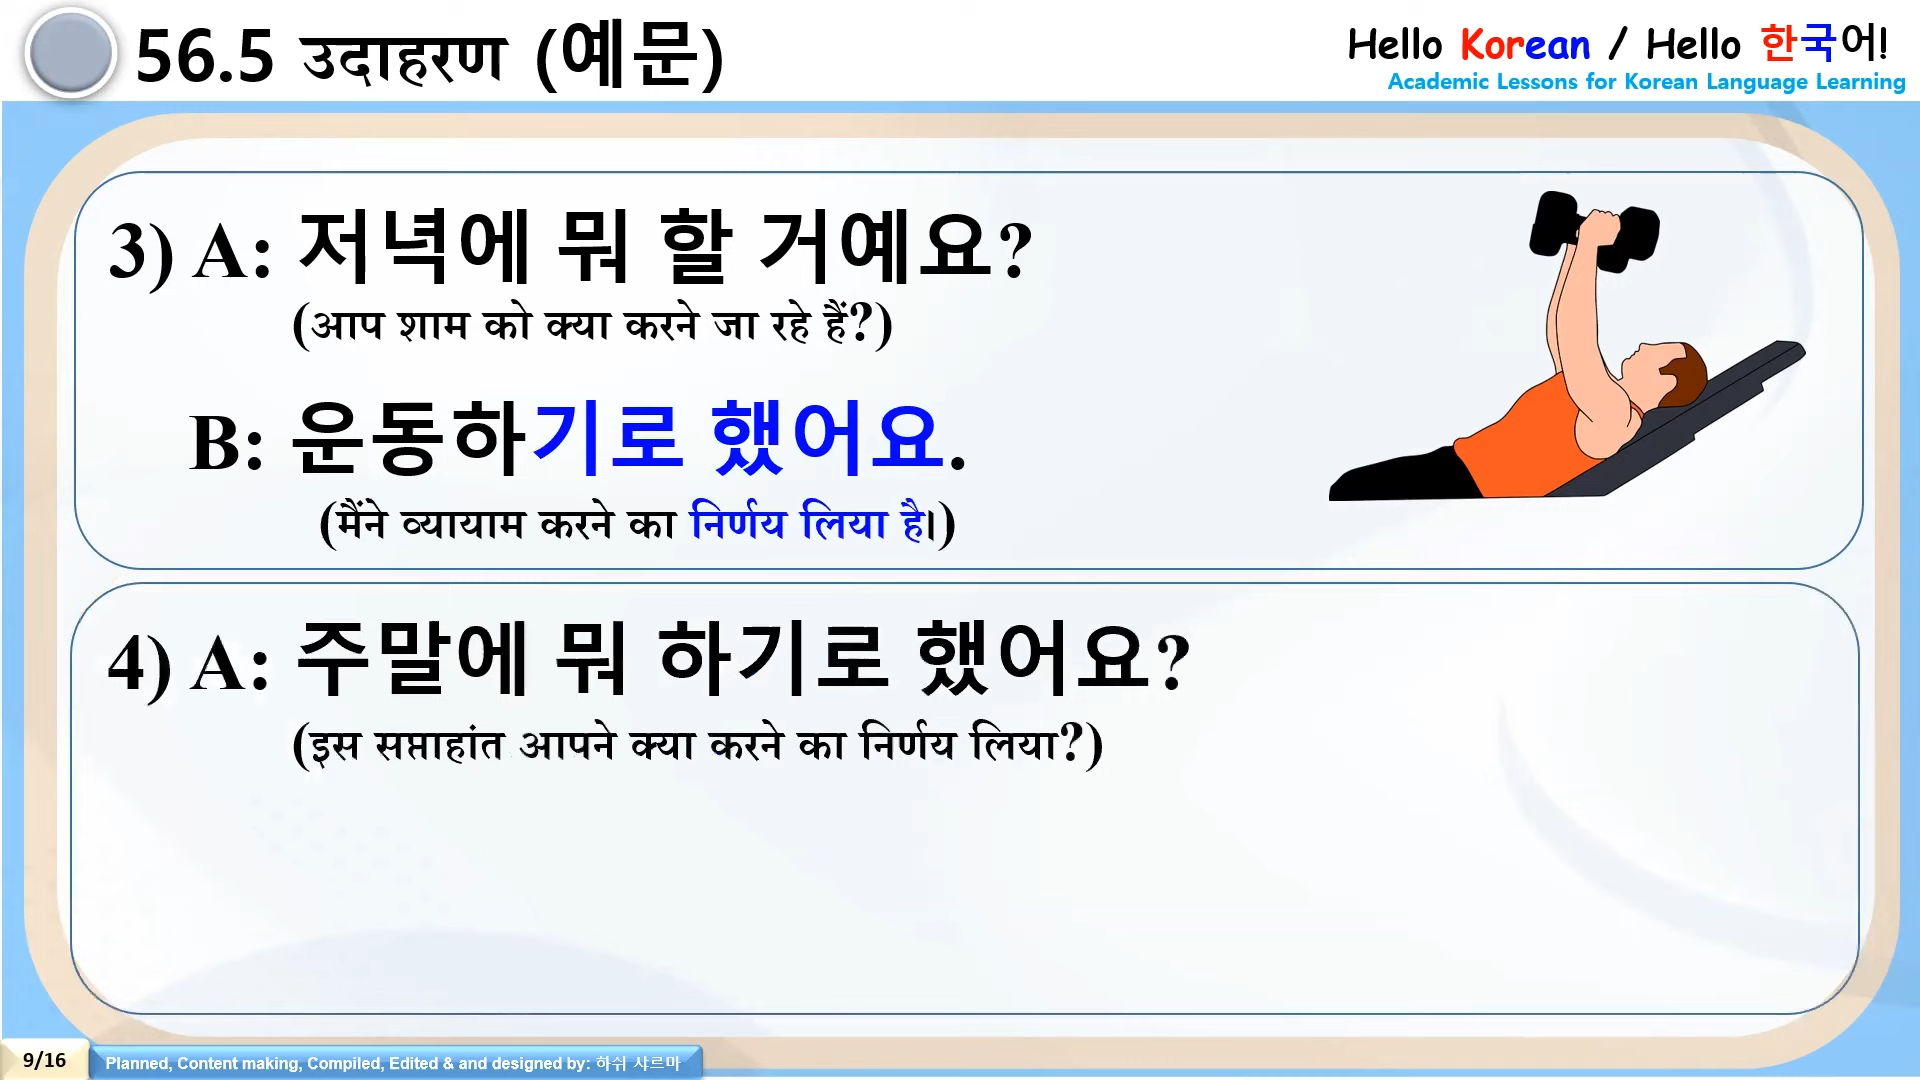 56.5 उदाहरण (예문)
Hello Korean / Hello 한국어!
Academic Lessons for Korean Language Learning
3) A: 저녁에 뭐 할 거예요?
(आप शाम को क्या करने जा रहे हैं?)
B: 운동하기로 했어요.
(मैंने व्यायाम करने का निर्णय लिया है।)
4) A: 주말에 뭐 하기로 했어요?
(इस सप्ताहांत आपने क्या करने का निर्णय लिया?)
9/16
Planned, Content making, Compiled, Edited & and designed by: 하쉬 샤르마